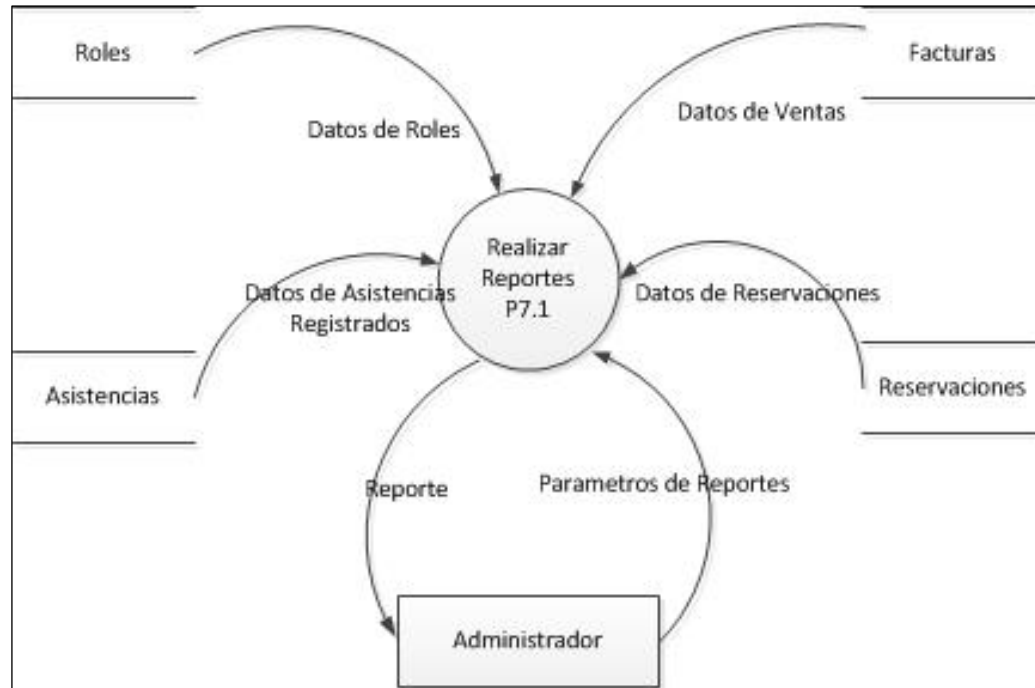 Roles
Facturas
Datos de Roles
Datos de Ventas
Realizar
Reportes
P7.1
Datos de Asistencias
Registrados
Datos de Reservaciones
Asistencias
Reservaciones
Reporte
Parametros de Reportes
Administrador